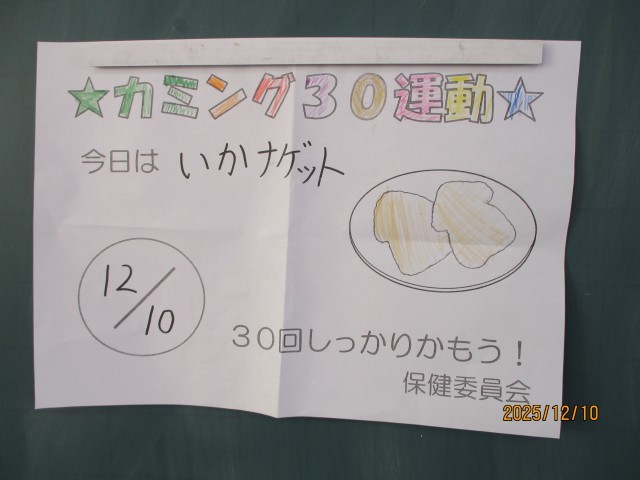 ★カミング３０運動★
今日は いかナゲット
12/10
３０回しっかりかもう！
保健委員会
2025/12/10